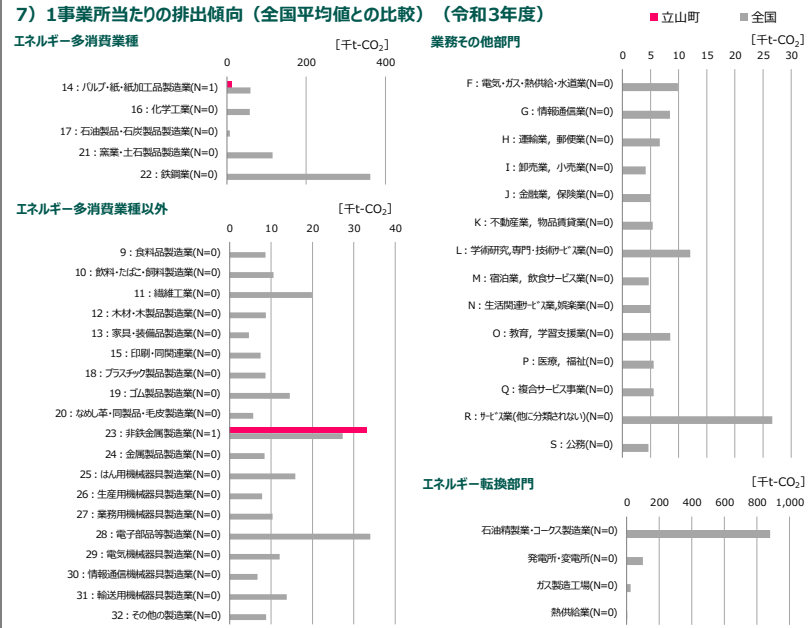 7）1事業所当たりの排出傾向（全国平均値との比較）（令和3年度）
■立山町 ■全国
エネルギー多消費業種
[千t-CO₂]
0 200 400
14：パルプ・紙・紙加工品製造業(N=1)
16：化学工業(N=0)
17：石油製品・石炭製品製造業(N=0)
21：窯業・土石製品製造業(N=0)
22：鉄鋼業(N=0)
エネルギー多消費業種以外
[千t-CO₂]
0 10 20 30 40
9：食料品製造業(N=0)
10：飲料・たばこ・飼料製造業(N=0)
11：繊維工業(N=0)
12：木材・木製品製造業(N=0)
13：家具・装備品製造業(N=0)
15：印刷・同関連業(N=0)
18：プラスチック製品製造業(N=0)
19：ゴム製品製造業(N=0)
20：なめし革・同製品・毛皮製造業(N=0)
23：非鉄金属製造業(N=1)
24：金属製品製造業(N=0)
25：はん用機械器具製造業(N=0)
26：生産用機械器具製造業(N=0)
27：業務用機械器具製造業(N=0)
28：電子部品等製造業(N=0)
29：電気機械器具製造業(N=0)
30：情報通信機械器具製造業(N=0)
31：輸送用機械器具製造業(N=0)
32：その他の製造業(N=0)
業務その他部門
[千t-CO₂]
0 5 10 15 20 25 30
F：電気・ガス・熱供給・水道業(N=0)
G：情報通信業(N=0)
H：運輸業，郵便業(N=0)
I：卸売業，小売業(N=0)
J：金融業，保険業(N=0)
K：不動産業，物品賃貸業(N=0)
L：学術研究,専門・技術ｻｰﾋﾞｽ業(N=0)
M：宿泊業，飲食サービス業(N=0)
N：生活関連ｻｰﾋﾞｽ業,娯楽業(N=0)
O：教育，学習支援業(N=0)
P：医療，福祉(N=0)
Q：複合サービス事業(N=0)
R：ｻｰﾋﾞｽ業(他に分類されない)(N=0)
S：公務(N=0)
エネルギー転換部門
[千t-CO₂]
0 200 400 600 800 1,000
石油精製業・コークス製造業(N=0)
発電所・変電所(N=0)
ガス製造工場(N=0)
熱供給業(N=0)